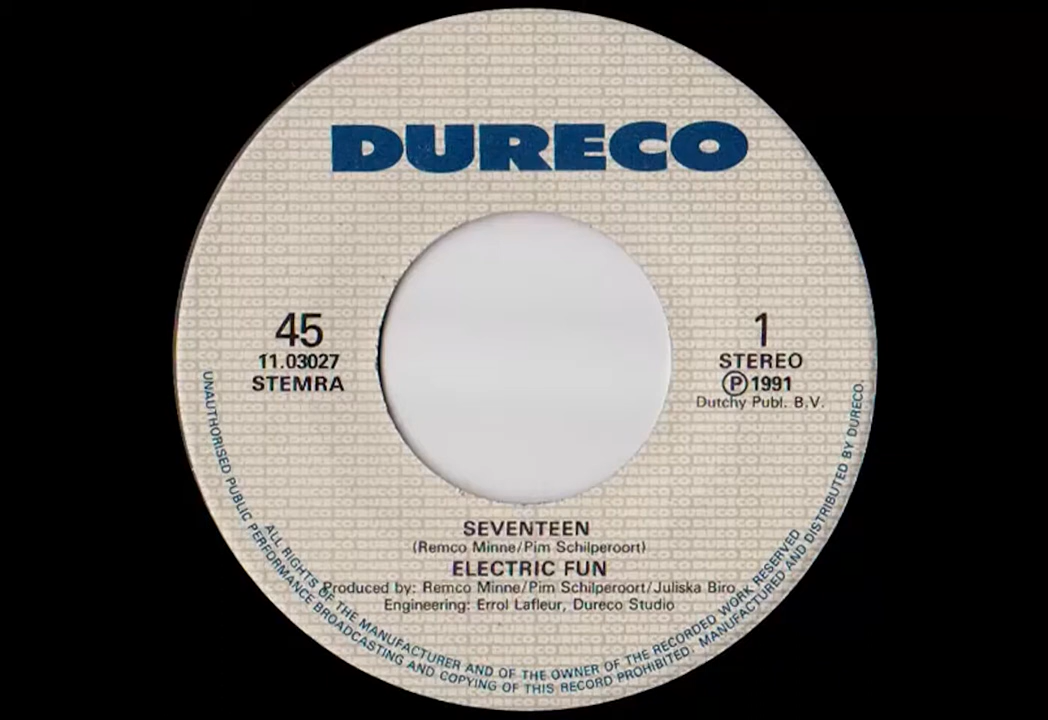 DURECO
45
11.03027
STEMRA
1
STEREO
Ⓟ1991
Dutchy Publ. B.V.
SEVENTEEN
(Remco Minne/Pim Schilperoort)
ELECTRIC FUN
Produced by: Remco Minne/Pim Schilperoort/Juliska Biro
Engineering: Errol Lafleur, Dureco Studio
ALL RIGHTS OF THE MANUFACTURER AND OF THE OWNER OF THE RECORDED WORK RESERVED
UNAUTHORISED PUBLIC PERFORMANCE BROADCASTING AND COPYING OF THIS RECORD PROHIBITED. MANUFACTURED AND DISTRIBUTED BY DURECO.